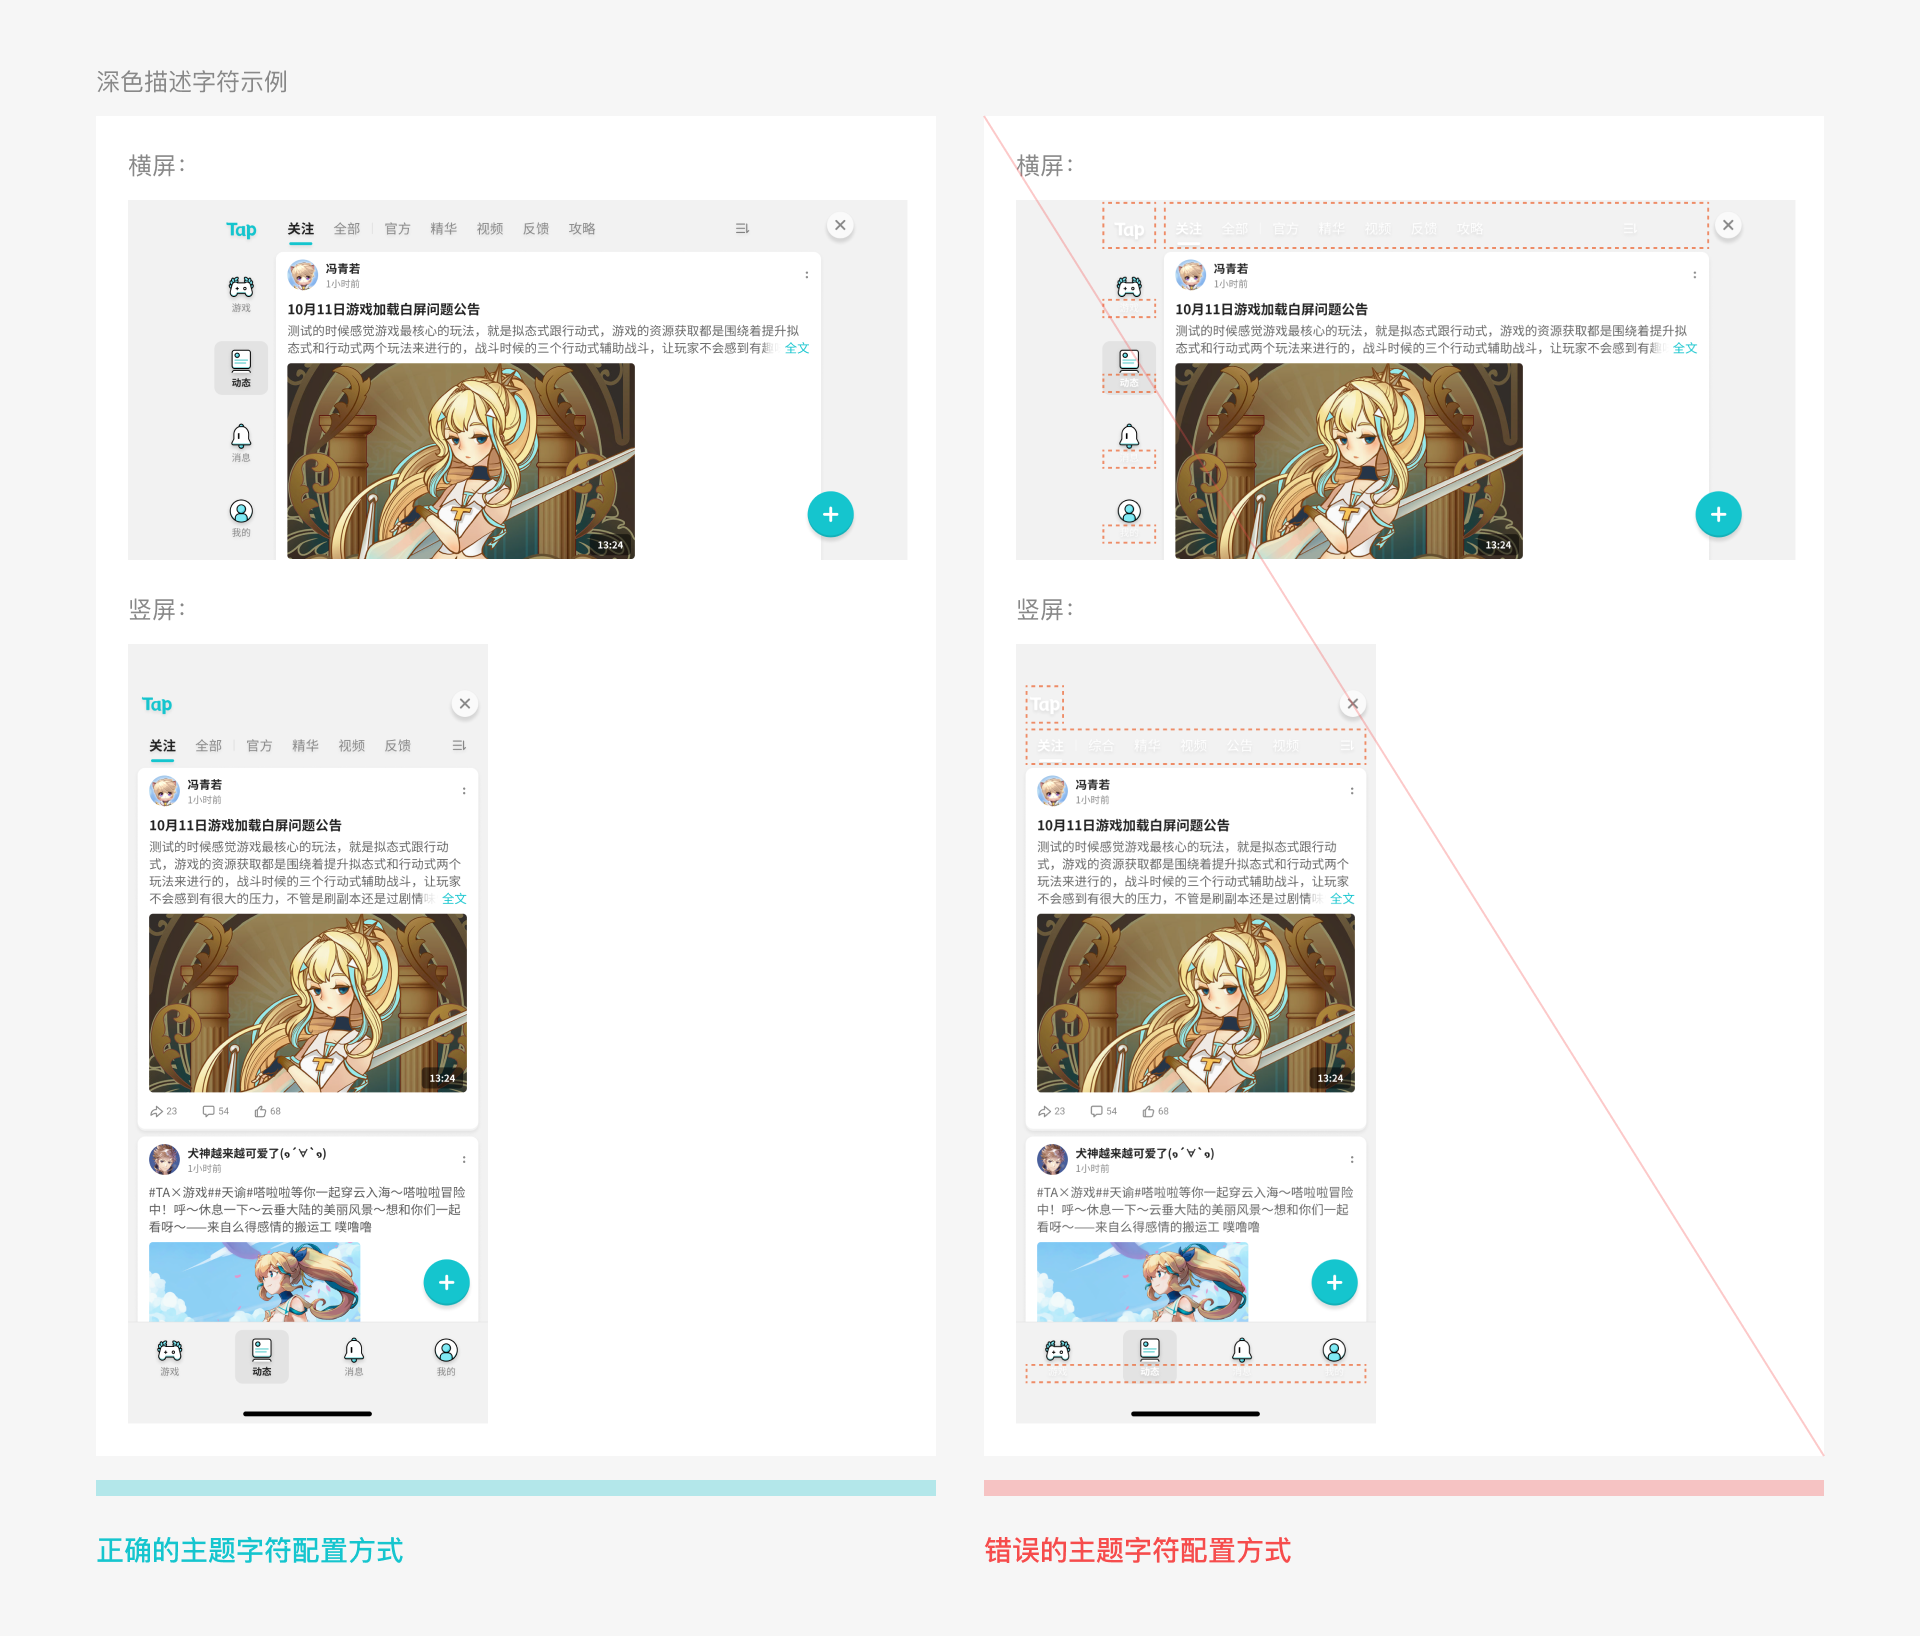 深色描述字符示例
横屏：
Tap
关注 全部 官方 精华 视频 反馈 攻略
游戏
动态
消息
我的
冯青若
1小时前
10月11日游戏加载白屏问题公告
测试的时候感觉游戏最核心的玩法，就是拟态式跟行动式，游戏的资源获取都是围绕着提升拟
态式和行动式两个玩法来进行的，战斗时候的三个行动式辅助战斗，让玩家不会感到有趣 全文
13:24
竖屏：
Tap
关注 全部 官方 精华 视频 反馈
冯青若
1小时前
10月11日游戏加载白屏问题公告
测试的时候感觉游戏最核心的玩法，就是拟态式跟行动
式，游戏的资源获取都是围绕着提升拟态式和行动式两个
玩法来进行的，战斗时候的三个行动式辅助战斗，让玩家
不会感到有很大的压力，不管是刷副本还是过剧情味 全文
13:24
23 54 68
犬神越来越可爱了(๑´∀`๑)
1小时前
#TA×游戏##天谕#嗒啦啦等你一起穿云入海～嗒啦啦冒险
中！呼～休息一下～云垂大陆的美丽风景～想和你们一起
看呀～——来自么得感情的搬运工 噗噜噜
游戏 动态 消息 我的
正确的主题字符配置方式
横屏：
Tap
关注 全部 官方 精华 视频 反馈 攻略
动态
冯青若
1小时前
10月11日游戏加载白屏问题公告
测试的时候感觉游戏最核心的玩法，就是拟态式跟行动式，游戏的资源获取都是围绕着提升拟
态式和行动式两个玩法来进行的，战斗时候的三个行动式辅助战斗，让玩家不会感到有趣 全文
13:24
竖屏：
Tap
关注 综合 精华 视频 公告 视频
冯青若
1小时前
10月11日游戏加载白屏问题公告
测试的时候感觉游戏最核心的玩法，就是拟态式跟行动
式，游戏的资源获取都是围绕着提升拟态式和行动式两个
玩法来进行的，战斗时候的三个行动式辅助战斗，让玩家
不会感到有很大的压力，不管是刷副本还是过剧情味 全文
13:24
23 54 68
犬神越来越可爱了(๑´∀`๑)
1小时前
#TA×游戏##天谕#嗒啦啦等你一起穿云入海～嗒啦啦冒险
中！呼～休息一下～云垂大陆的美丽风景～想和你们一起
看呀～——来自么得感情的搬运工 噗噜噜
动态
错误的主题字符配置方式